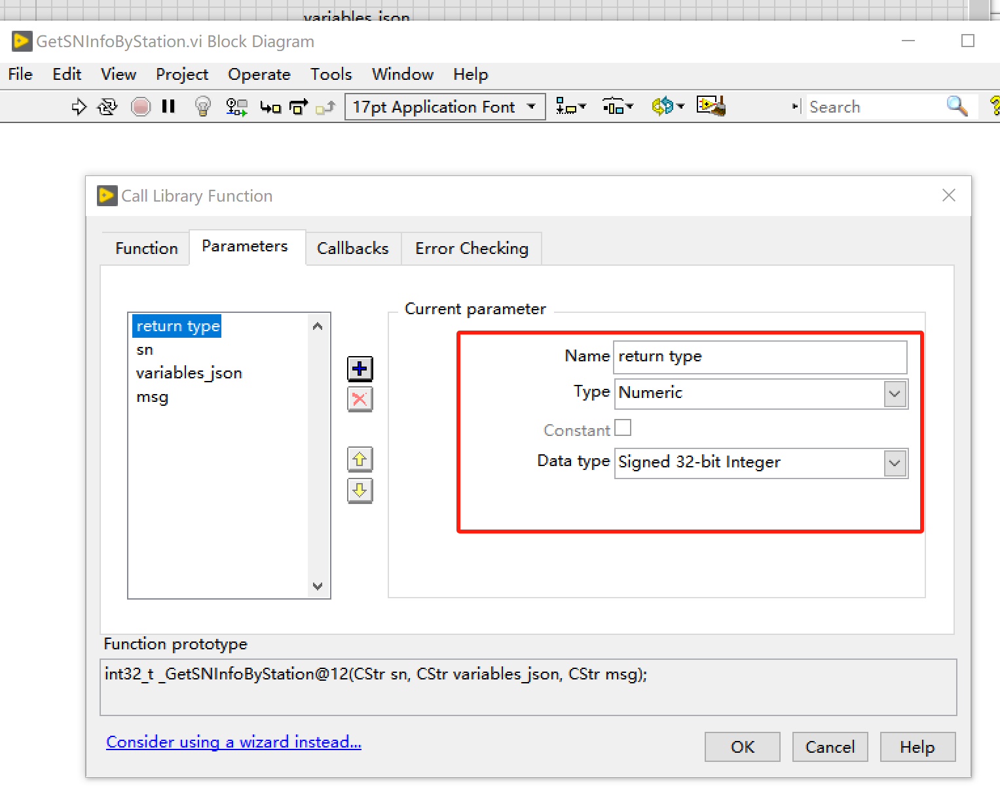 variables_json
GetSNInfoByStation.vi Block Diagram
File Edit View Project Operate Tools Window Help
17pt Application Font
Search
?
Call Library Function
Function
Parameters
Callbacks
Error Checking
return type
sn
variables_json
msg
Current parameter
Name
return type
Type
Numeric
Constant
Data type
Signed 32-bit Integer
Function prototype
int32_t _GetSNInfoByStation@12(CStr sn, CStr variables_json, CStr msg);
Consider using a wizard instead...
OK
Cancel
Help